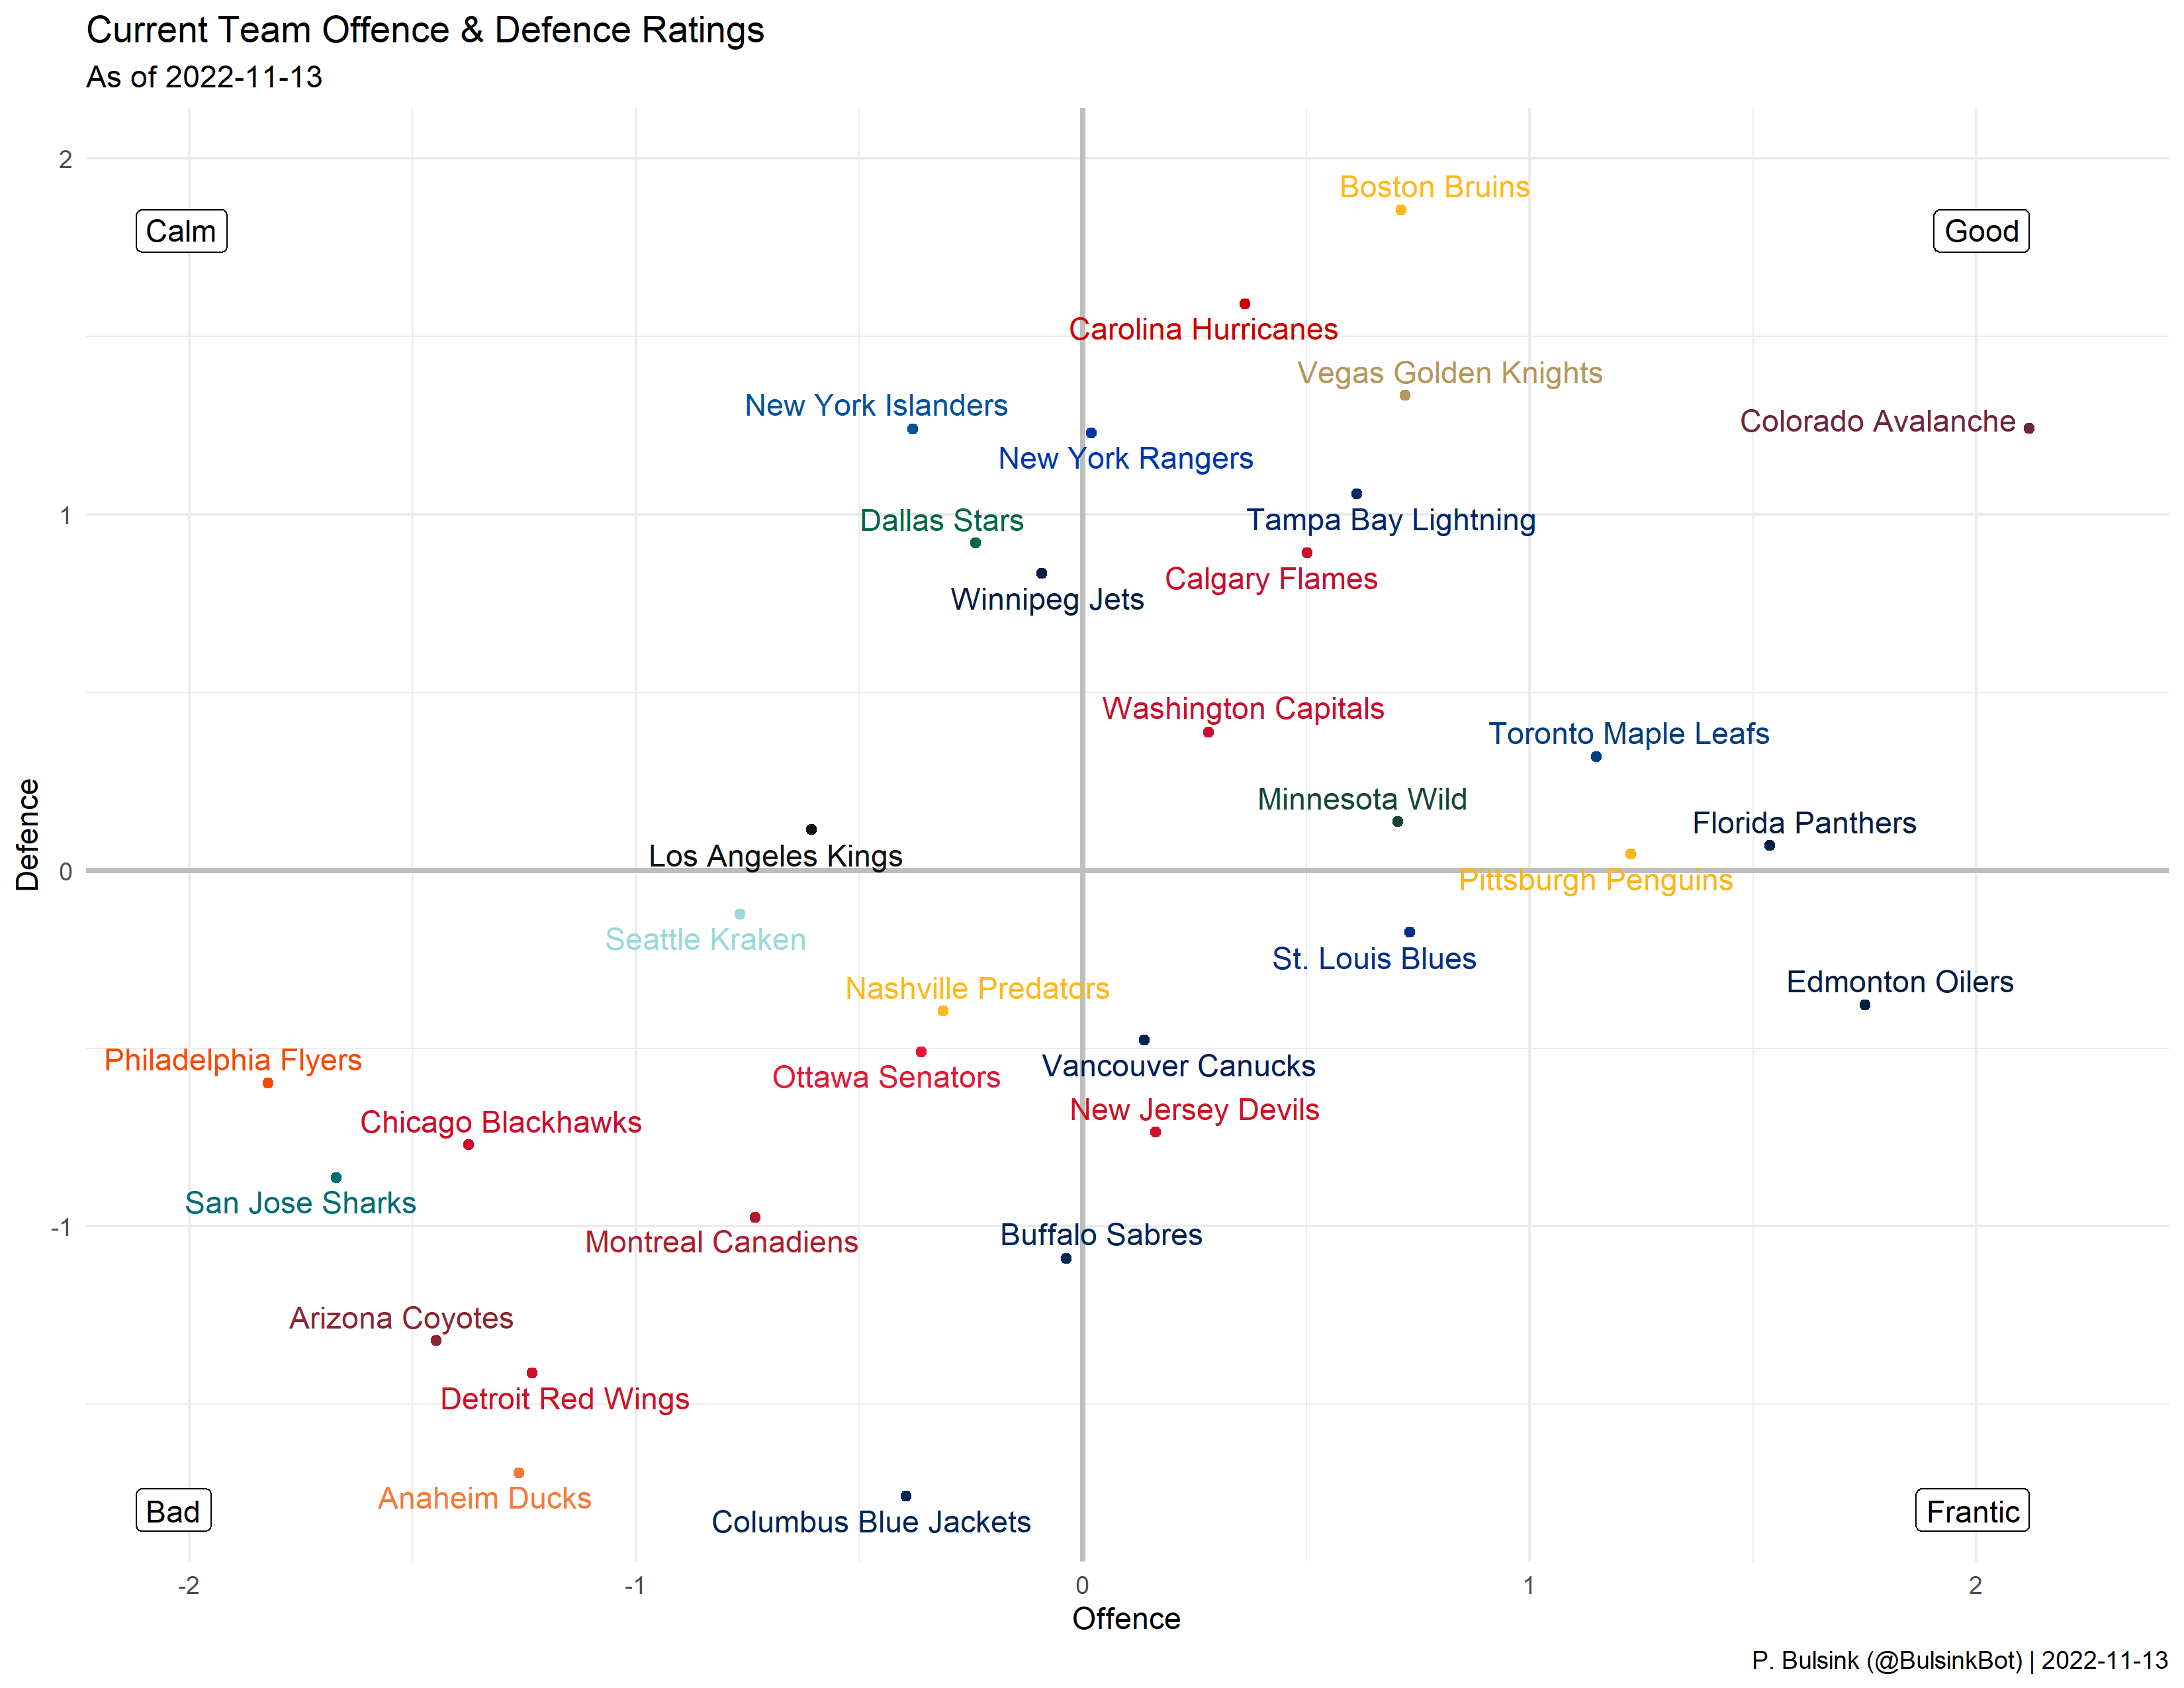 Current Team Offence & Defence Ratings
As of 2022-11-13
2
Boston Bruins
Calm
Good
Carolina Hurricanes
Vegas Golden Knights
New York Islanders
Colorado Avalanche
New York Rangers
1
Dallas Stars
Tampa Bay Lightning
Calgary Flames
Winnipeg Jets
Washington Capitals
Toronto Maple Leafs
Minnesota Wild
Florida Panthers
Defence
Los Angeles Kings
0
Pittsburgh Penguins
Seattle Kraken
St. Louis Blues
Edmonton Oilers
Nashville Predators
Philadelphia Flyers
Vancouver Canucks
Ottawa Senators
New Jersey Devils
Chicago Blackhawks
San Jose Sharks
-1
Buffalo Sabres
Montreal Canadiens
Arizona Coyotes
Detroit Red Wings
Anaheim Ducks
Bad
Frantic
Columbus Blue Jackets
-2
-1
0
1
2
Offence
P. Bulsink (@BulsinkBot) | 2022-11-13